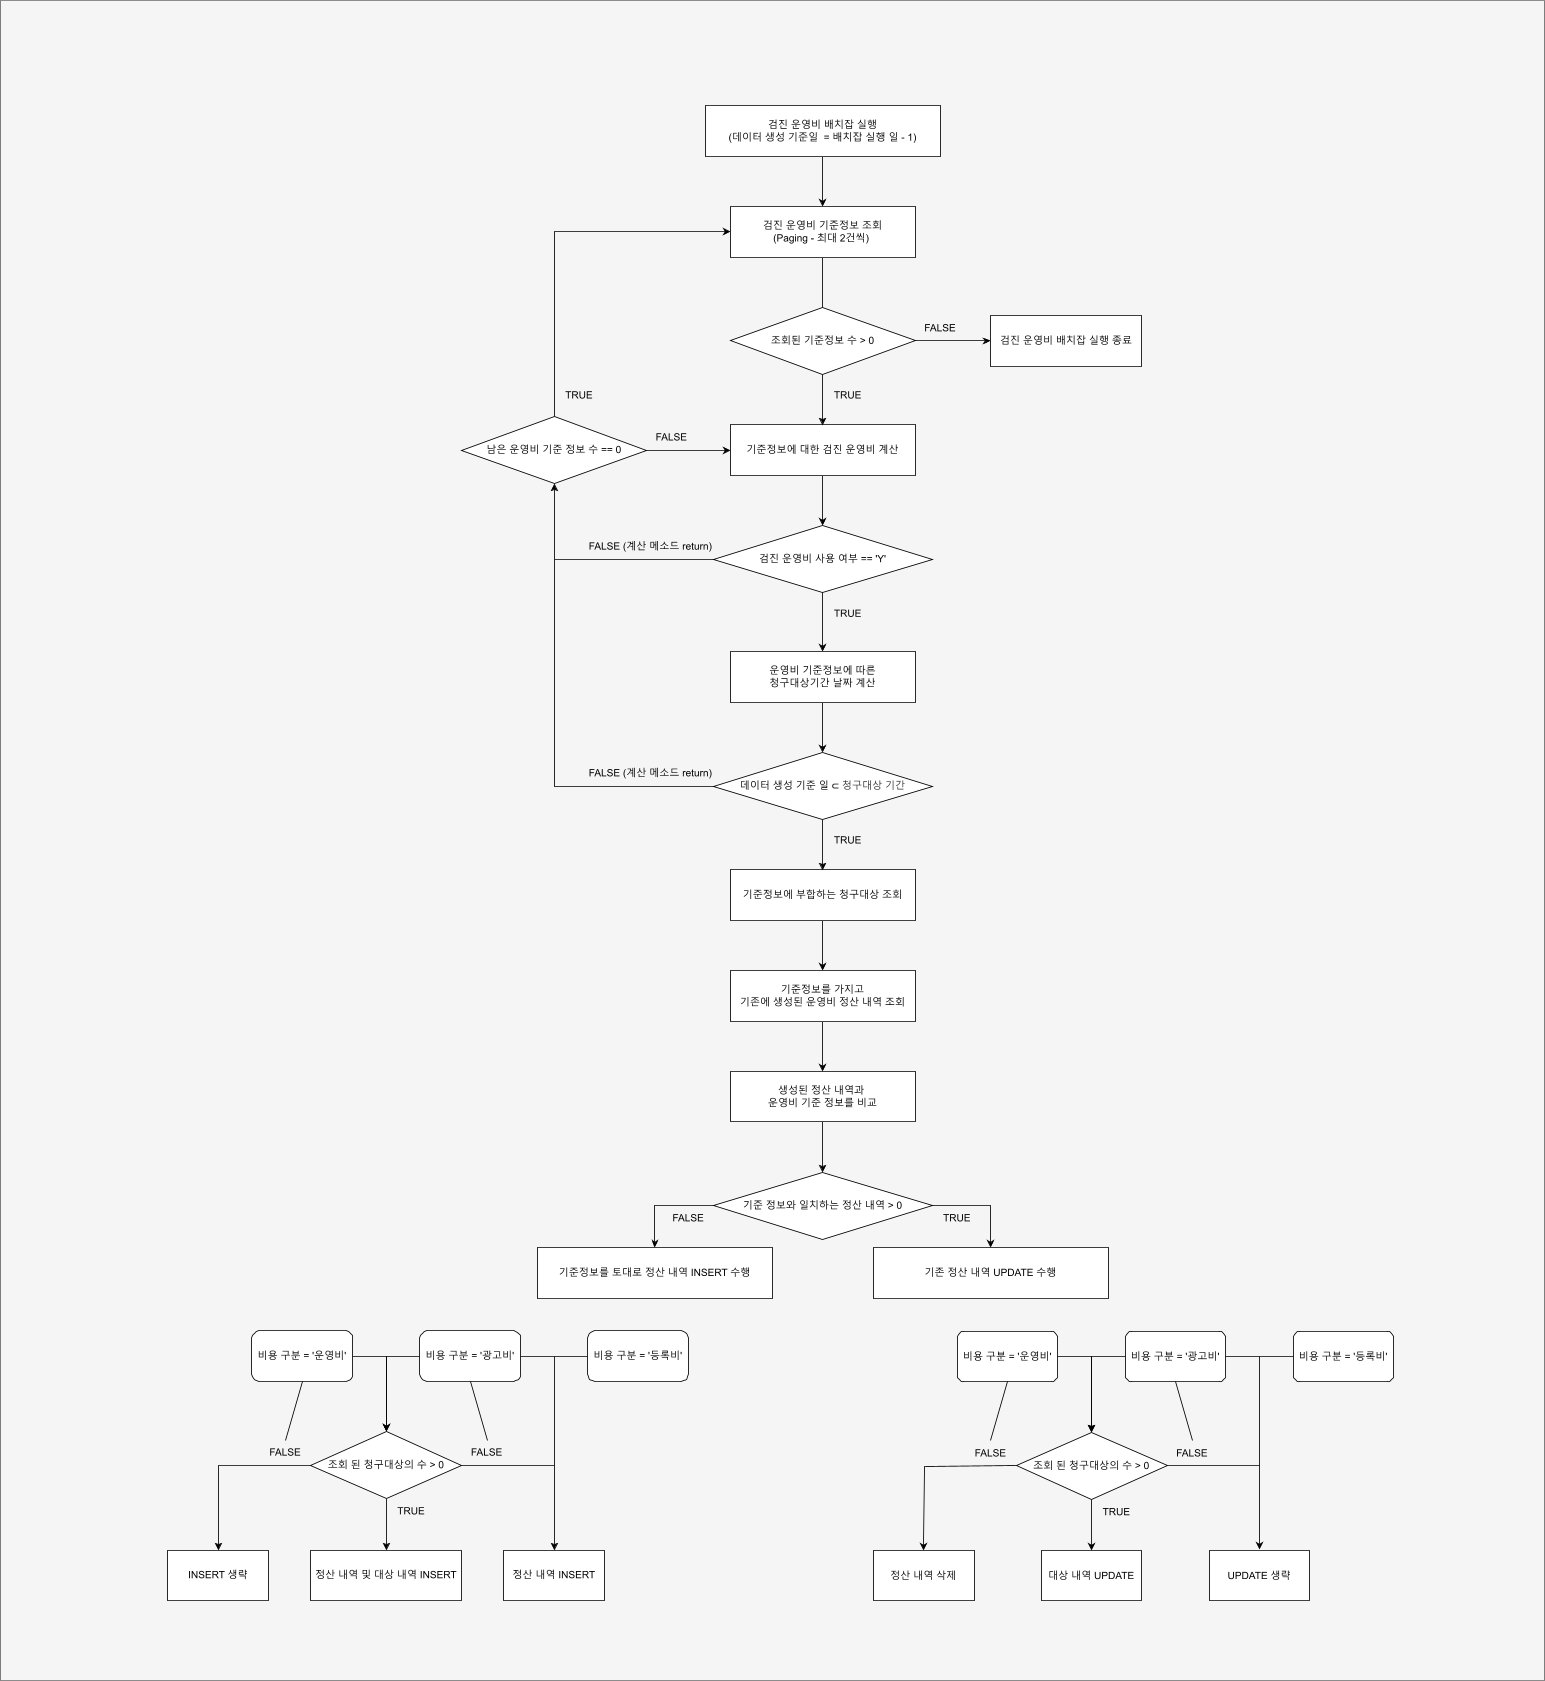 검진 운영비 배치잡 실행
(데이터 생성 기준일 = 배치잡 실행 일 - 1)
검진 운영비 기준정보 조회
(Paging - 최대 2건씩)
조회된 기준정보 수 > 0
FALSE
검진 운영비 배치잡 실행 종료
TRUE
TRUE
남은 운영비 기준 정보 수 == 0
FALSE
기준정보에 대한 검진 운영비 계산
FALSE (계산 메소드 return)
검진 운영비 사용 여부 == 'Y'
TRUE
운영비 기준정보에 따른
청구대상기간 날짜 계산
FALSE (계산 메소드 return)
데이터 생성 기준 일 ⊂ 청구대상 기간
TRUE
기준정보에 부합하는 청구대상 조회
기준정보를 가지고
기존에 생성된 운영비 정산 내역 조회
생성된 정산 내역과
운영비 기준 정보를 비교
기준 정보와 일치하는 정산 내역 > 0
FALSE
TRUE
기준정보를 토대로 정산 내역 INSERT 수행
기존 정산 내역 UPDATE 수행
비용 구분 = '운영비'
비용 구분 = '광고비'
비용 구분 = '등록비'
FALSE
FALSE
조회 된 청구대상의 수 > 0
TRUE
INSERT 생략
정산 내역 및 대상 내역 INSERT
정산 내역 INSERT
비용 구분 = '운영비'
비용 구분 = '광고비'
비용 구분 = '등록비'
FALSE
FALSE
조회 된 청구대상의 수 > 0
TRUE
정산 내역 삭제
대상 내역 UPDATE
UPDATE 생략